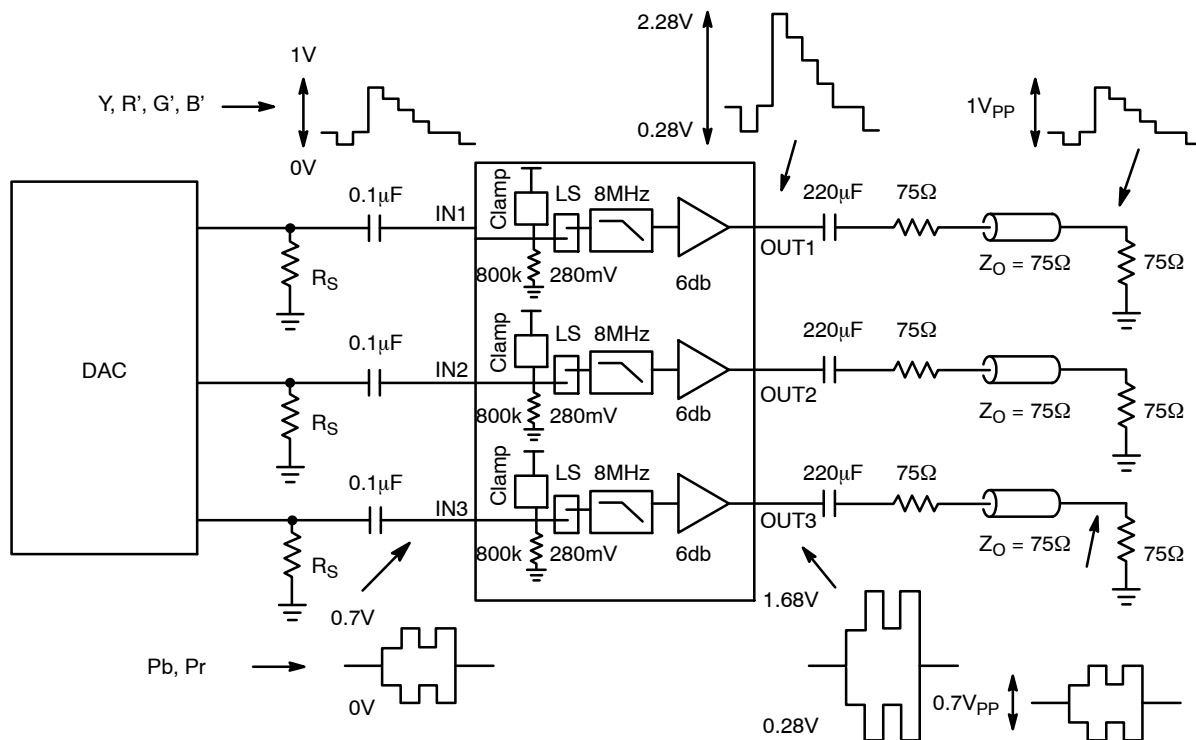 2.28V
1V
Y, R', G', B'
0V
0.28V
1VPP
0.1μF
IN1
Clamp
LS
8MHz
220μF
75Ω
RS
800k
280mV
6db
OUT1
ZO = 75Ω
75Ω
DAC
0.1μF
IN2
Clamp
LS
8MHz
220μF
75Ω
RS
800k
280mV
6db
OUT2
ZO = 75Ω
75Ω
0.1μF
IN3
Clamp
LS
8MHz
220μF
75Ω
RS
800k
280mV
6db
OUT3
ZO = 75Ω
75Ω
0.7V
1.68V
Pb, Pr
0V
0.28V
0.7VPP